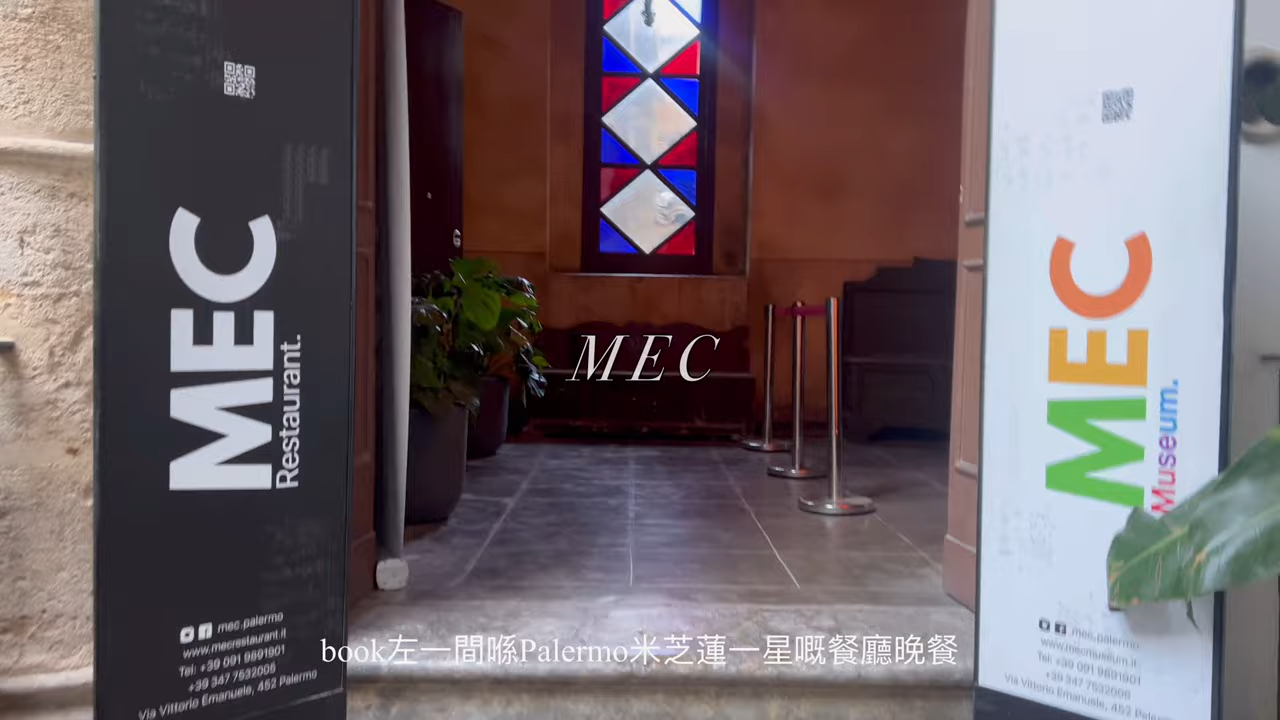 MEC
Restaurant.
mec.palermo
www.mecrestaurant.it
Tel: +39 091 9891901
+39 347 7532006
Via Vittorio Emanuele, 452 Palermo
MEC
MEC
Museum.
mec.palermo
www.mecmuseum.it
Tel: +39 091 9891901
+39 347 7532006
Via Vittorio Emanuele, 452
book左一間喺Palermo米芝蓮一星嘅餐廳晚餐